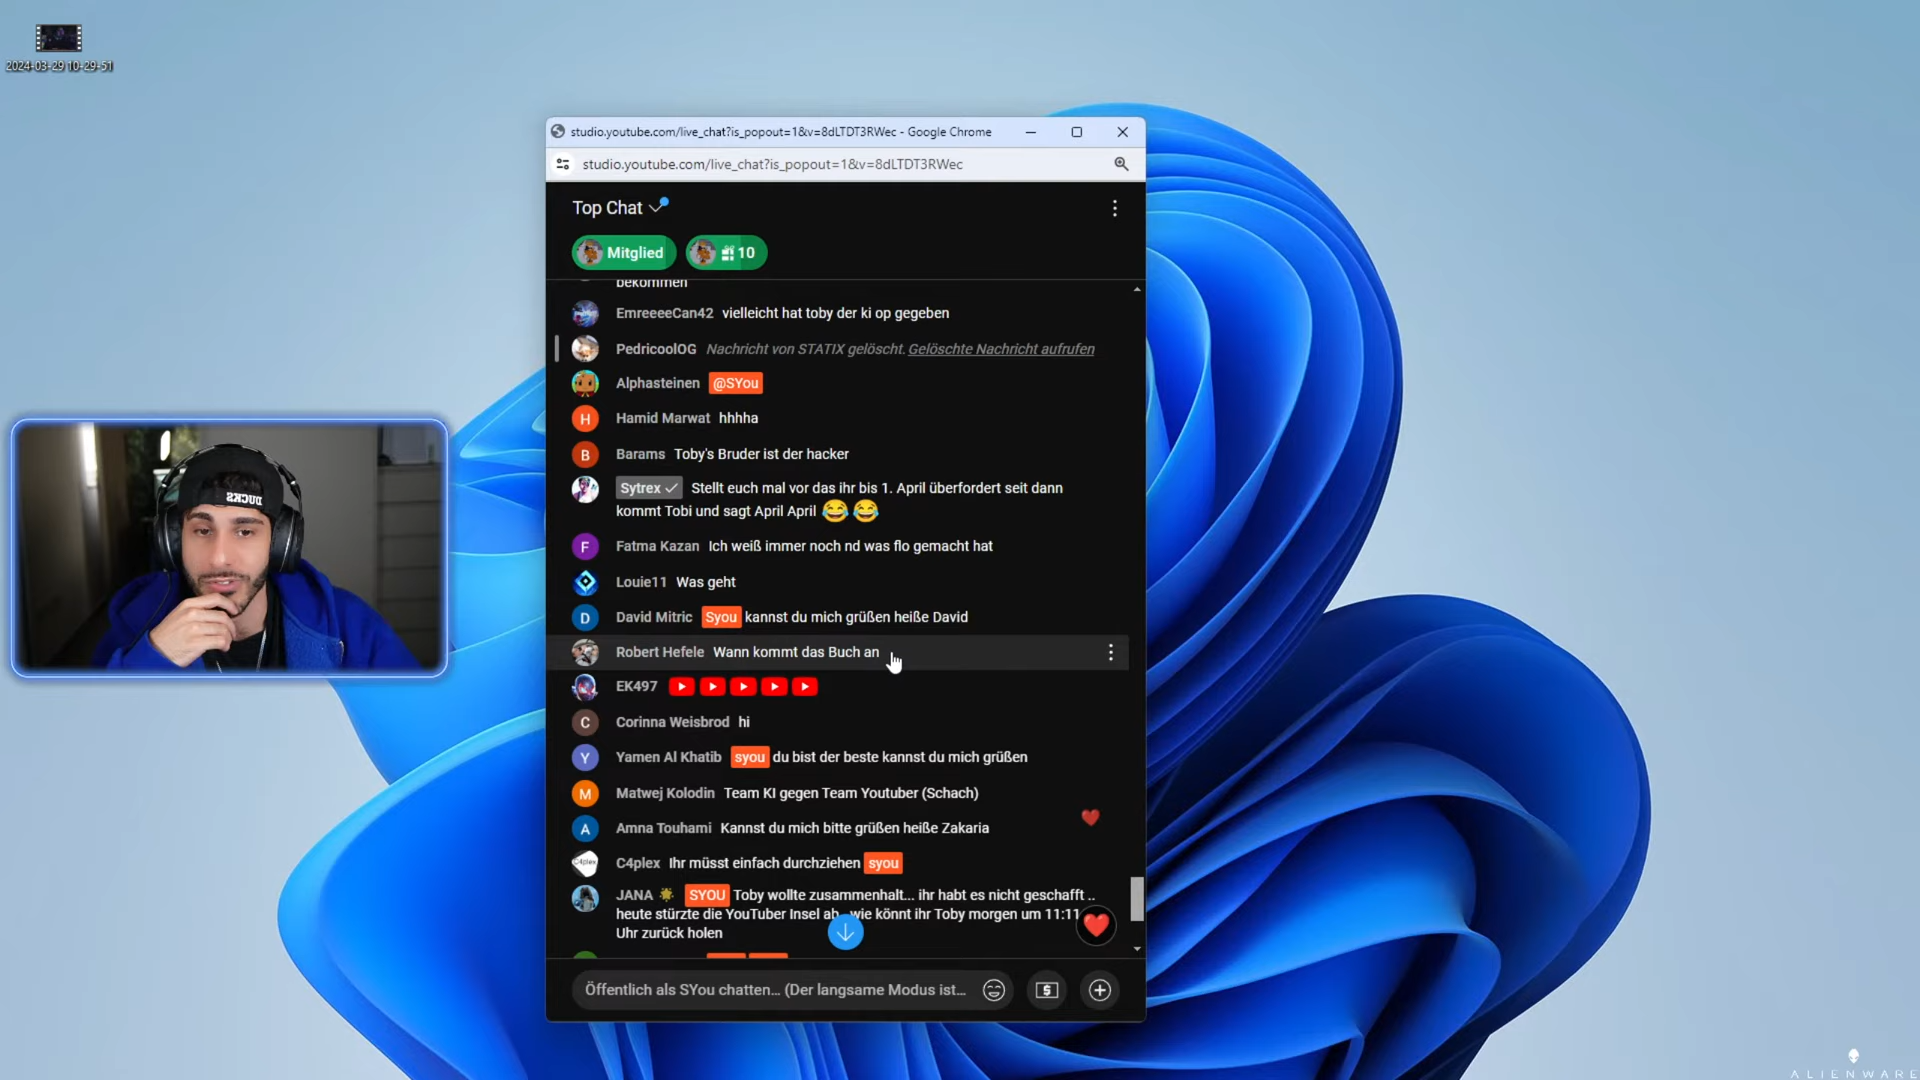 2024-03-29 10-29-51
studio.youtube.com/live_chat?is_popout=1&v=8dLTDT3RWec - Google Chrome
studio.youtube.com/live_chat?is_popout=1&v=8dLTDT3RWec
Top Chat
Mitglied 10
bekommen
EmreeeeCan42 vielleicht hat toby der ki op gegeben
PedricoolOG Nachricht von STATIX gelöscht. Gelöschte Nachricht aufrufen
Alphasteinen @SYou
H Hamid Marwat hhhha
B Barams Toby's Bruder ist der hacker
Sytrex Stellt euch mal vor das ihr bis 1. April überfordert seit dann
kommt Tobi und sagt April April 😂 😂
F Fatma Kazan Ich weiß immer noch nd was flo gemacht hat
Louie11 Was geht
D David Mitric Syou kannst du mich grüßen heiße David
Robert Hefele Wann kommt das Buch an
EK497
C Corinna Weisbrod hi
Y Yamen Al Khatib syou du bist der beste kannst du mich grüßen
M Matwej Kolodin Team KI gegen Team Youtuber (Schach)
A Amna Touhami Kannst du mich bitte grüßen heiße Zakaria
C4plex C4plex Ihr müsst einfach durchziehen syou
JANA 🌟 SYOU Toby wollte zusammenhalt... ihr habt es nicht geschafft ..
heute stürzte die YouTuber Insel ab wie könnt ihr Toby morgen um 11:11
Uhr zurück holen
Öffentlich als SYou chatten… (Der langsame Modus ist…
DUCKS
ALIENWARE